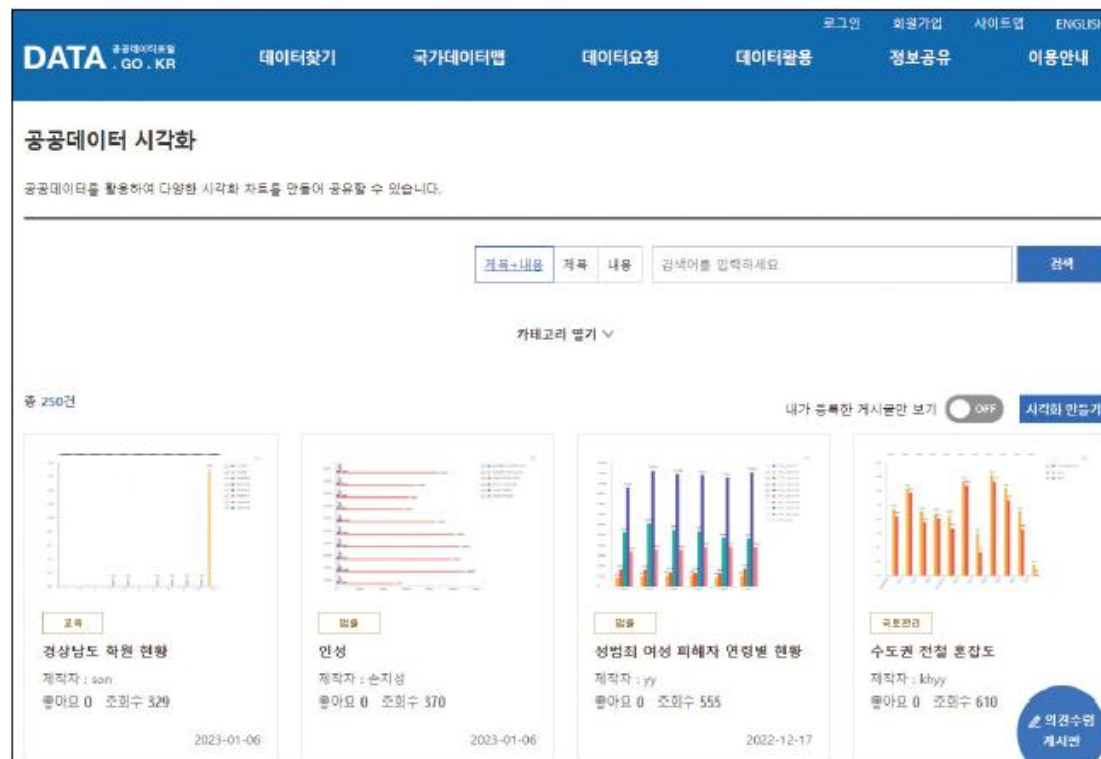 로그인 회원가입 사이트맵 ENGLISH
DATA 공공데이터포털 .GO.KR
데이터찾기 국가데이터맵 데이터요청 데이터활용 정보공유 이용안내
공공데이터 시각화
공공데이터를 활용하여 다양한 시각화 차트를 만들어 공유할 수 있습니다.
제목+내용 제목 내용 검색어를 입력하세요 검색
카테고리 열기
총 250건
내가 등록한 게시글만 보기 OFF 시각화 만들기
교육
경상남도 학원 현황
제작자 : son
좋아요 0 조회수 329
2023-01-06
법률
인성
제작자 : 손지성
좋아요 0 조회수 370
2023-01-06
법률
성범죄 여성 피해자 연령별 현황
제작자 : yy
좋아요 0 조회수 555
2022-12-17
국토관리
수도권 전철 혼잡도
제작자 : khyy
좋아요 0 조회수 610
의견수렴
게시판